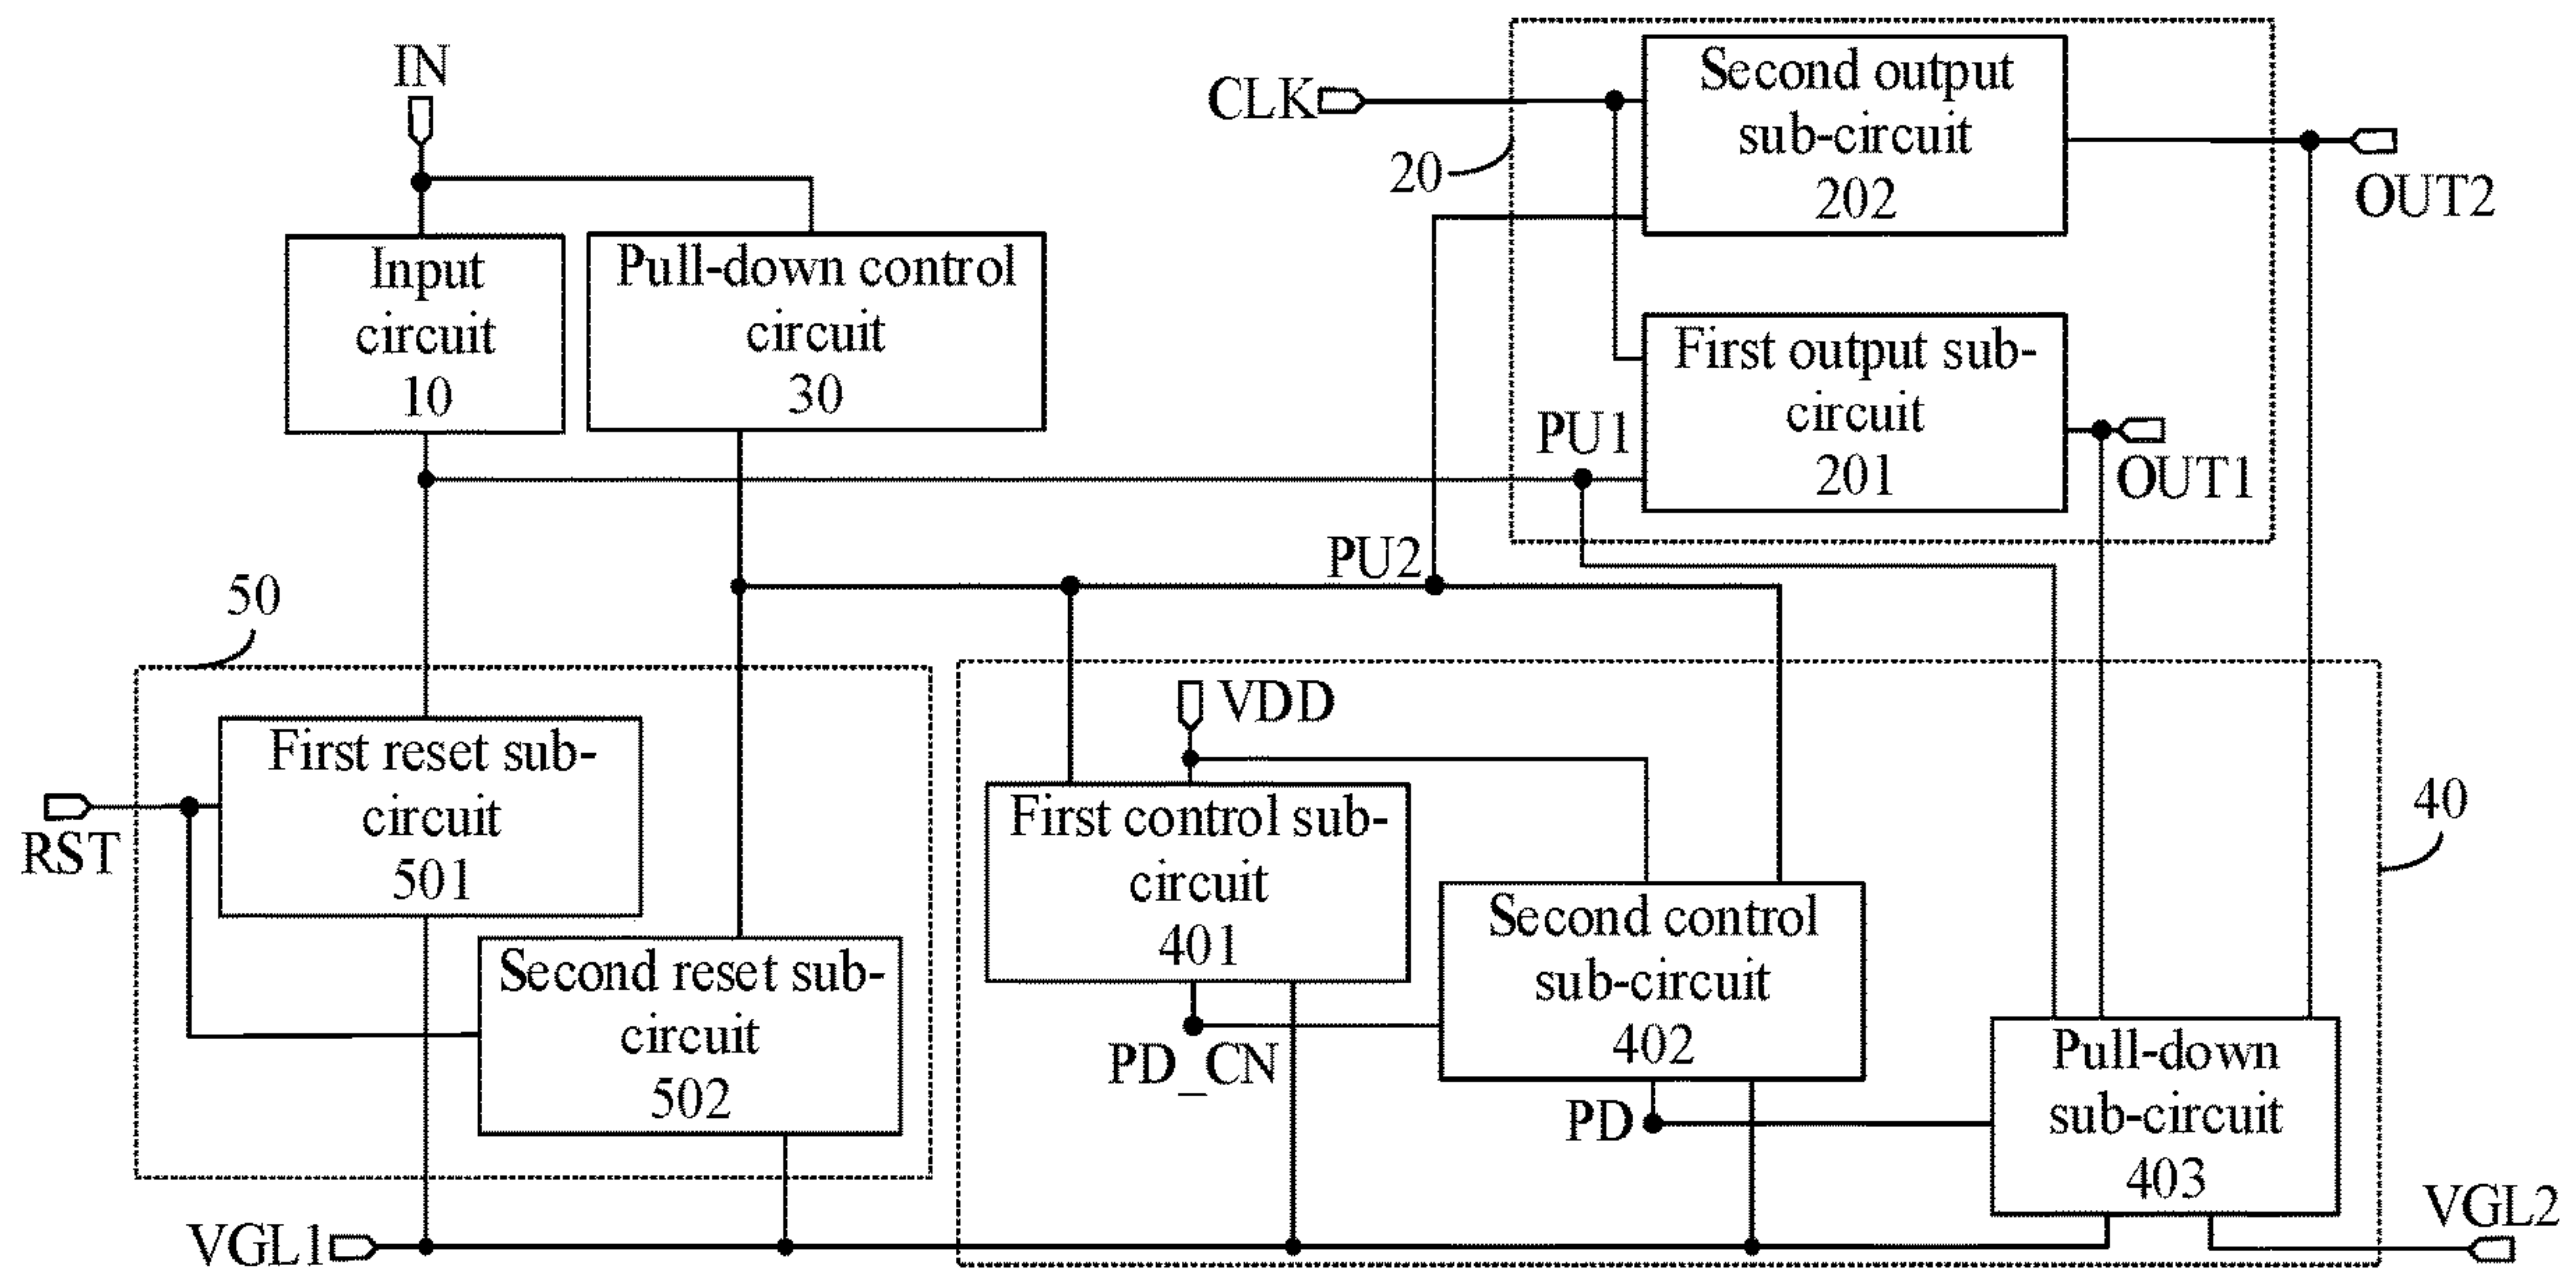 IN
CLK
Second output
sub-circuit
202
20
OUT2
Input
circuit
10
Pull-down control
circuit
30
First output sub-
circuit
201
PU1
OUT1
PU2
50
VDD
First reset sub-
circuit
501
RST
First control sub-
circuit
401
40
Second control
sub-circuit
402
Second reset sub-
circuit
502
PD_CN
PD
Pull-down
sub-circuit
403
VGL1
VGL2